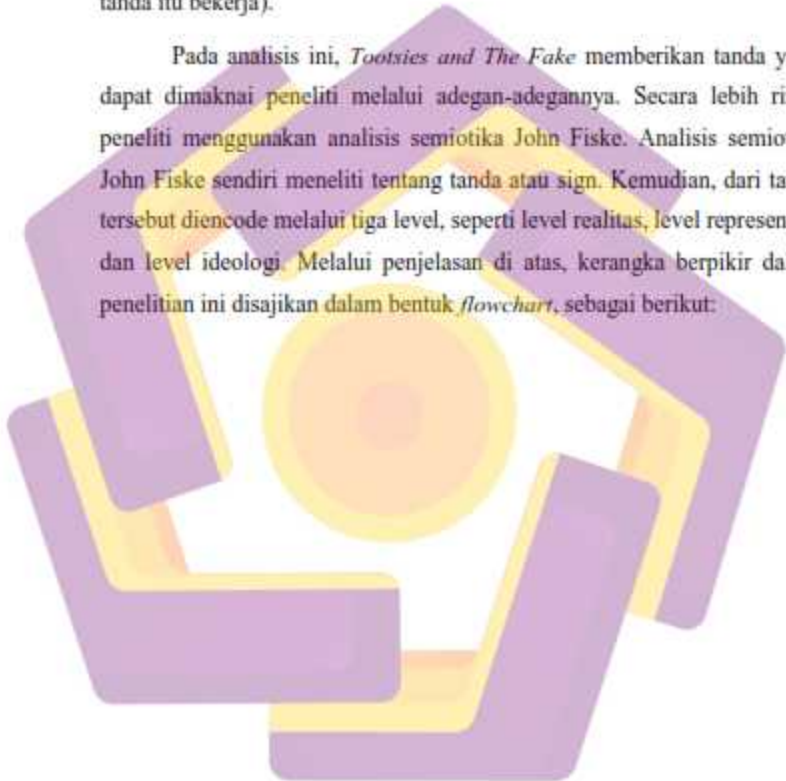 tanda itu bekerja).
Pada analisis ini, Tootsies and The Fake memberikan tanda y
dapat dimaknai peneliti melalui adegan-adegannya. Secara lebih ri
peneliti menggunakan analisis semiotika John Fiske. Analisis semio
John Fiske sendiri meneliti tentang tanda atau sign. Kemudian, dari ta
tersebut diencode melalui tiga level, seperti level realitas, level represen
dan level ideologi. Melalui penjelasan di atas, kerangka berpikir da
penelitian ini disajikan dalam bentuk flowchart, sebagai berikut: